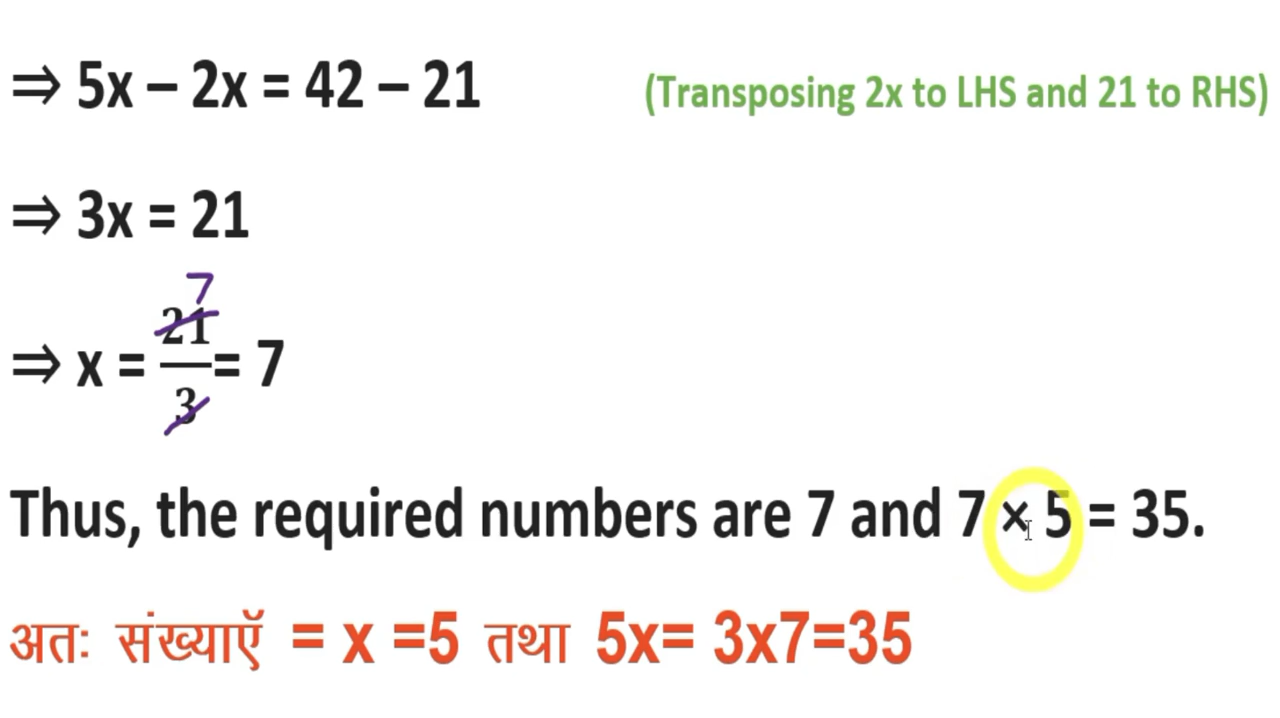 ⇒ 5x – 2x = 42 – 21 (Transposing 2x to LHS and 21 to RHS)
⇒ 3x = 21
7
⇒ x = 21/3 = 7
Thus, the required numbers are 7 and 7 × 5 = 35.
अतः संख्याऍ = x =5 तथा 5x= 3x7=35